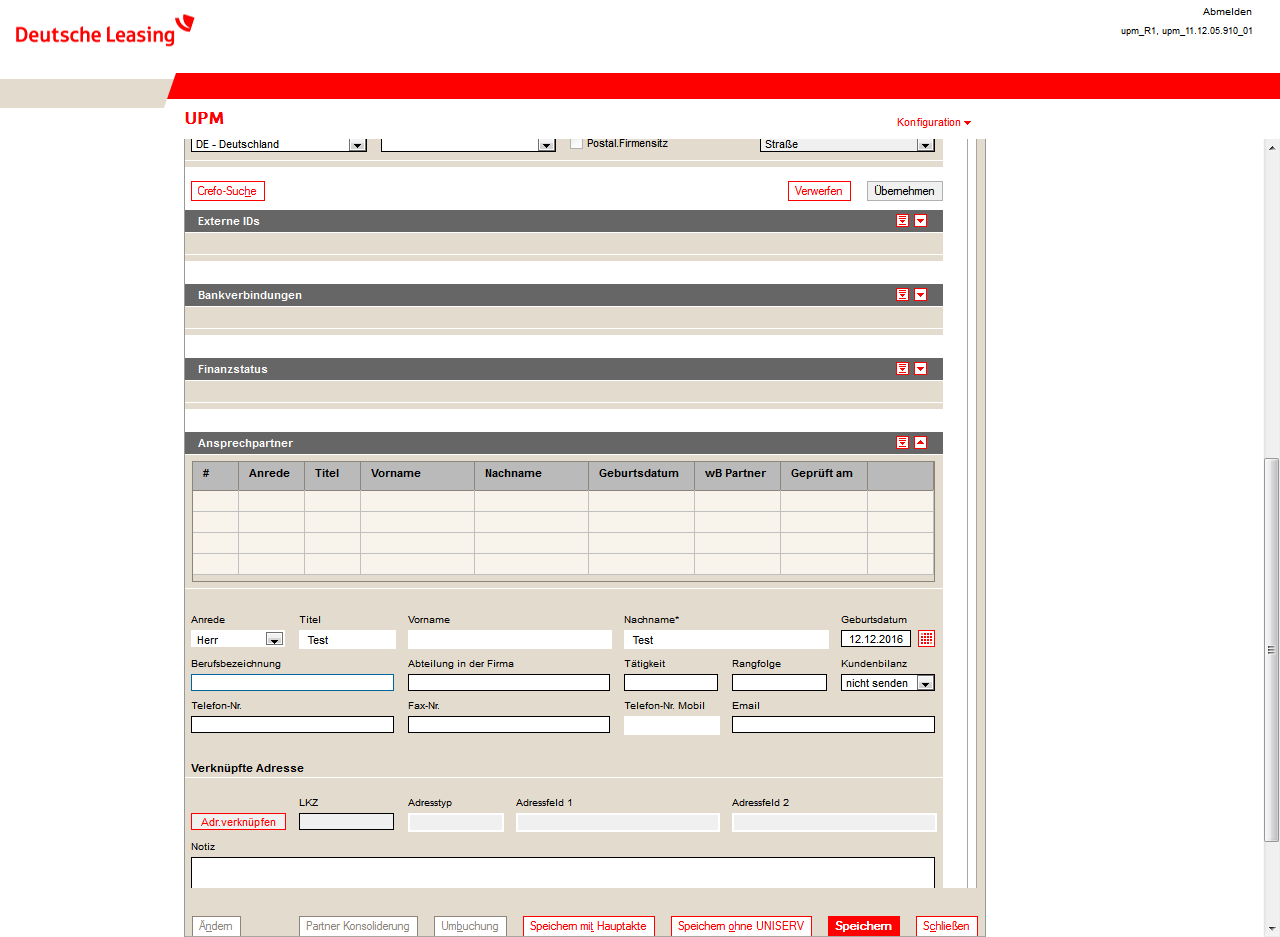 Abmelden
Deutsche Leasing
upm_R1, upm_11.12.05.910_01
UPM
Konfiguration
DE - Deutschland Postal.Firmensitz Straße
Crefo-Suche Verwerfen Übernehmen
Externe IDs
Bankverbindungen
Finanzstatus
Ansprechpartner
# Anrede Titel Vorname Nachname Geburtsdatum wB Partner Geprüft am
Anrede Titel Vorname Nachname* Geburtsdatum
Herr Test Test 12.12.2016
Berufsbezeichnung Abteilung in der Firma Tätigkeit Rangfolge Kundenbilanz
nicht senden
Telefon-Nr. Fax-Nr. Telefon-Nr. Mobil Email
Verknüpfte Adresse
LKZ Adresstyp Adressfeld 1 Adressfeld 2
Adr.verknüpfen
Notiz
Ändem Partner Konsoliderung Umbuchung Speichern mit Hauptakte Speichern ohne UNISERV Speichern Schließen